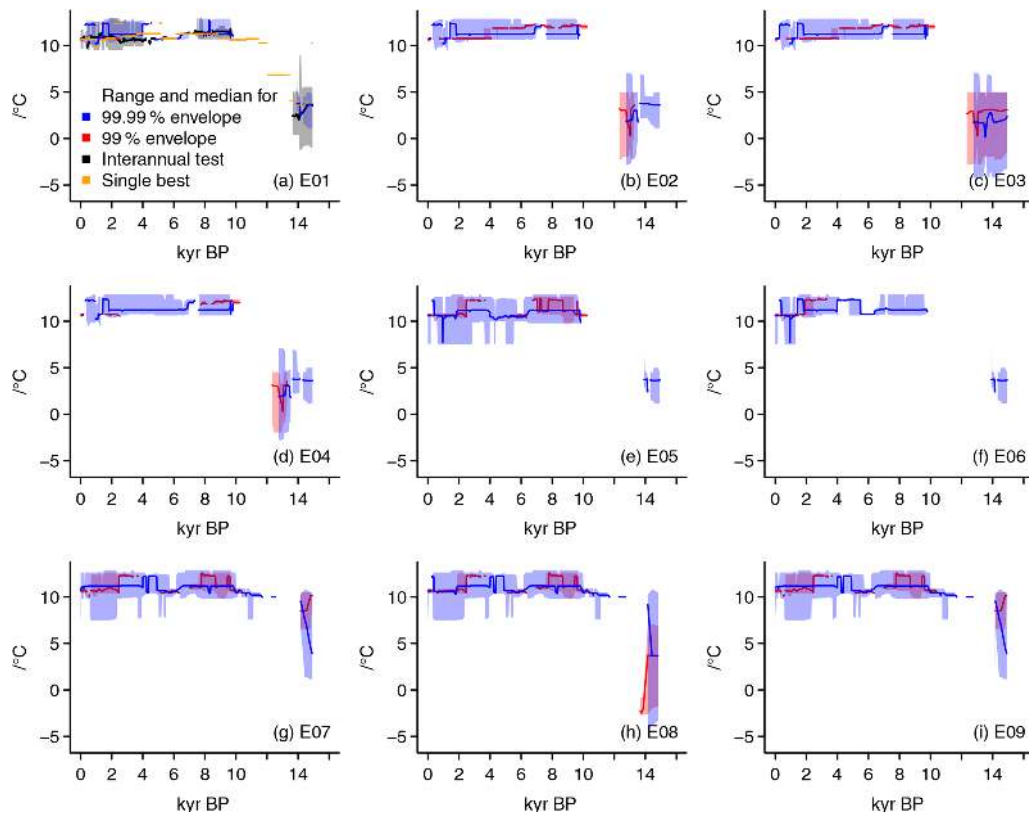 /°C
10
5
0
−5
Range and median for
99.99 % envelope
99 % envelope
Interannual test
Single best
(a) E01
0 2 4 6 8 10 14
kyr BP
/°C
10
5
0
−5
(b) E02
0 2 4 6 8 10 14
kyr BP
/°C
10
5
0
−5
(c) E03
0 2 4 6 8 10 14
kyr BP
/°C
10
5
0
−5
(d) E04
0 2 4 6 8 10 14
kyr BP
/°C
10
5
0
−5
(e) E05
0 2 4 6 8 10 14
kyr BP
/°C
10
5
0
−5
(f) E06
0 2 4 6 8 10 14
kyr BP
/°C
10
5
0
−5
(g) E07
0 2 4 6 8 10 14
kyr BP
/°C
10
5
0
−5
(h) E08
0 2 4 6 8 10 14
kyr BP
/°C
10
5
0
−5
(i) E09
0 2 4 6 8 10 14
kyr BP